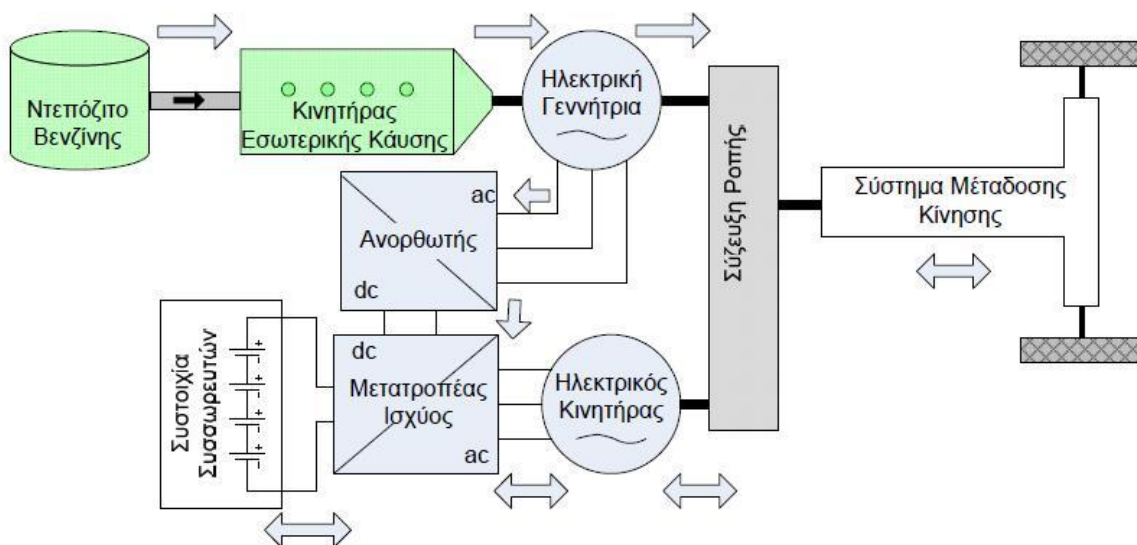 Ντεπόζιτο
Βενζίνης
Κινητήρας
Εσωτερικής Κάυσης
Ηλεκτρική
Γεννήτρια
ac
Ανορθωτής
dc
Σύζευξη Ροπής
Σύστημα Μέταδοσης
Κίνησης
Συστοιχία
Συσσωρευτών
+
-
+
-
+
-
+
-
dc
Μετατροπέας
Ισχύος
ac
Ηλεκτρικός
Κινητήρας